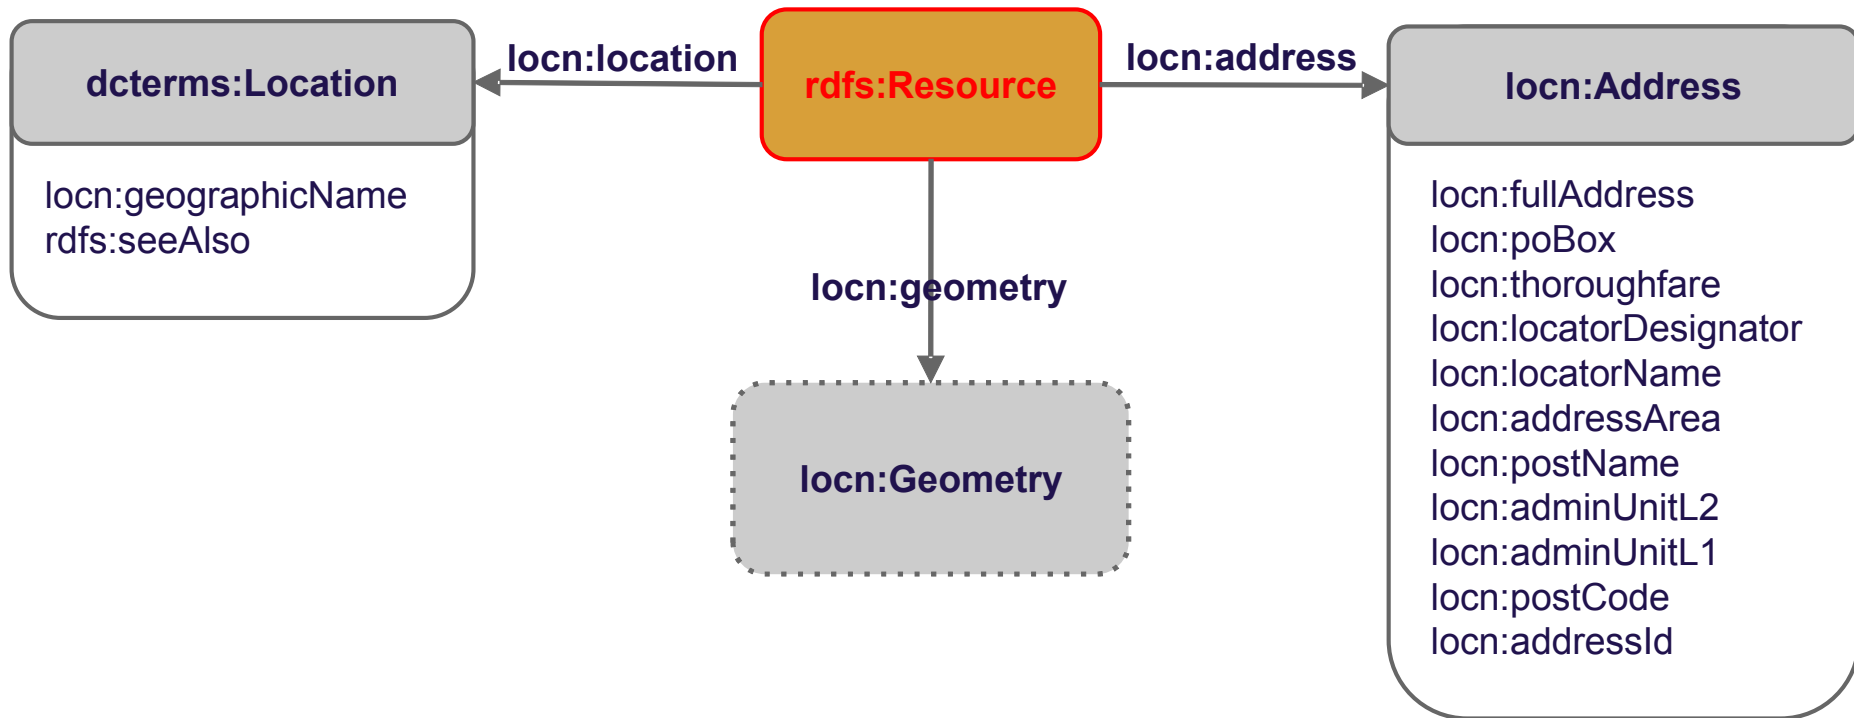 dcterms:Location
locn:geographicName
rdfs:seeAlso
locn:location
rdfs:Resource
locn:address
locn:geometry
locn:Geometry
locn:Address
locn:fullAddress
locn:poBox
locn:thoroughfare
locn:locatorDesignator
locn:locatorName
locn:addressArea
locn:postName
locn:adminUnitL2
locn:adminUnitL1
locn:postCode
locn:addressId